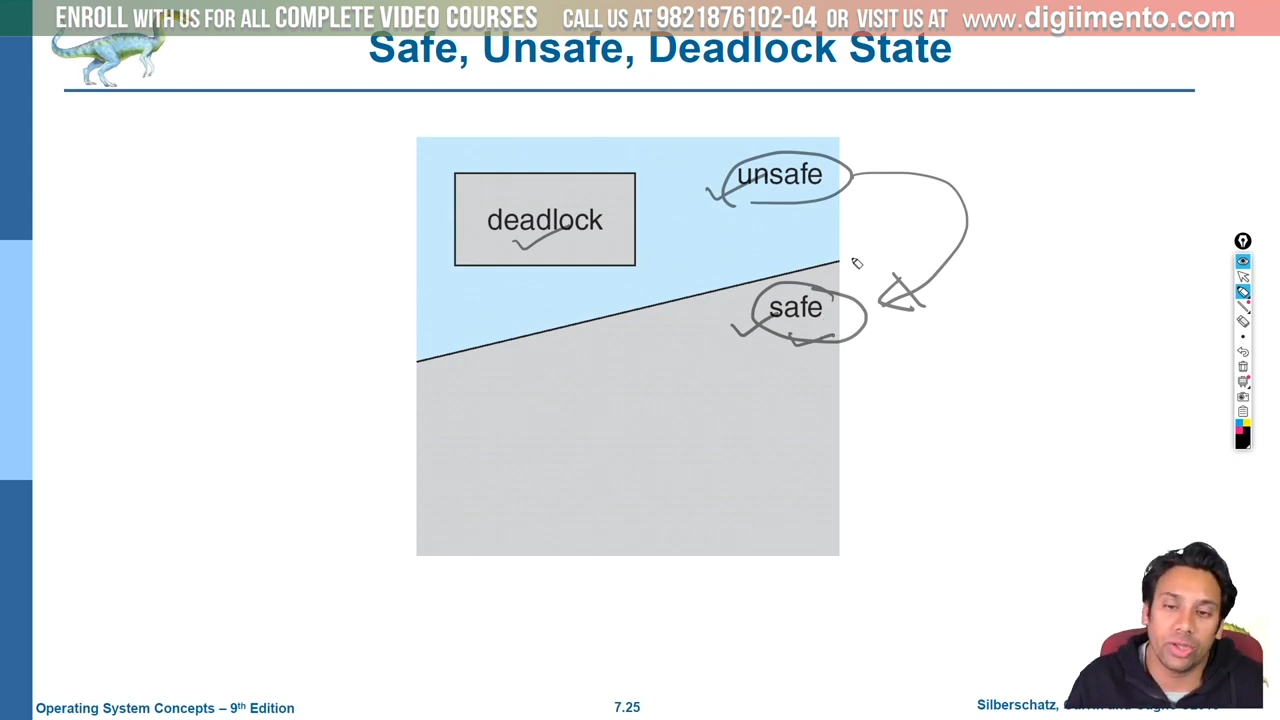 ENROLL WITH US FOR ALL COMPLETE VIDEO COURSES CALL US AT 9821876102-04 OR VISIT US AT www.digiimento.com
Safe, Unsafe, Deadlock State
unsafe
deadlock
safe
Operating System Concepts – 9th Edition
7.25
Silberschatz,